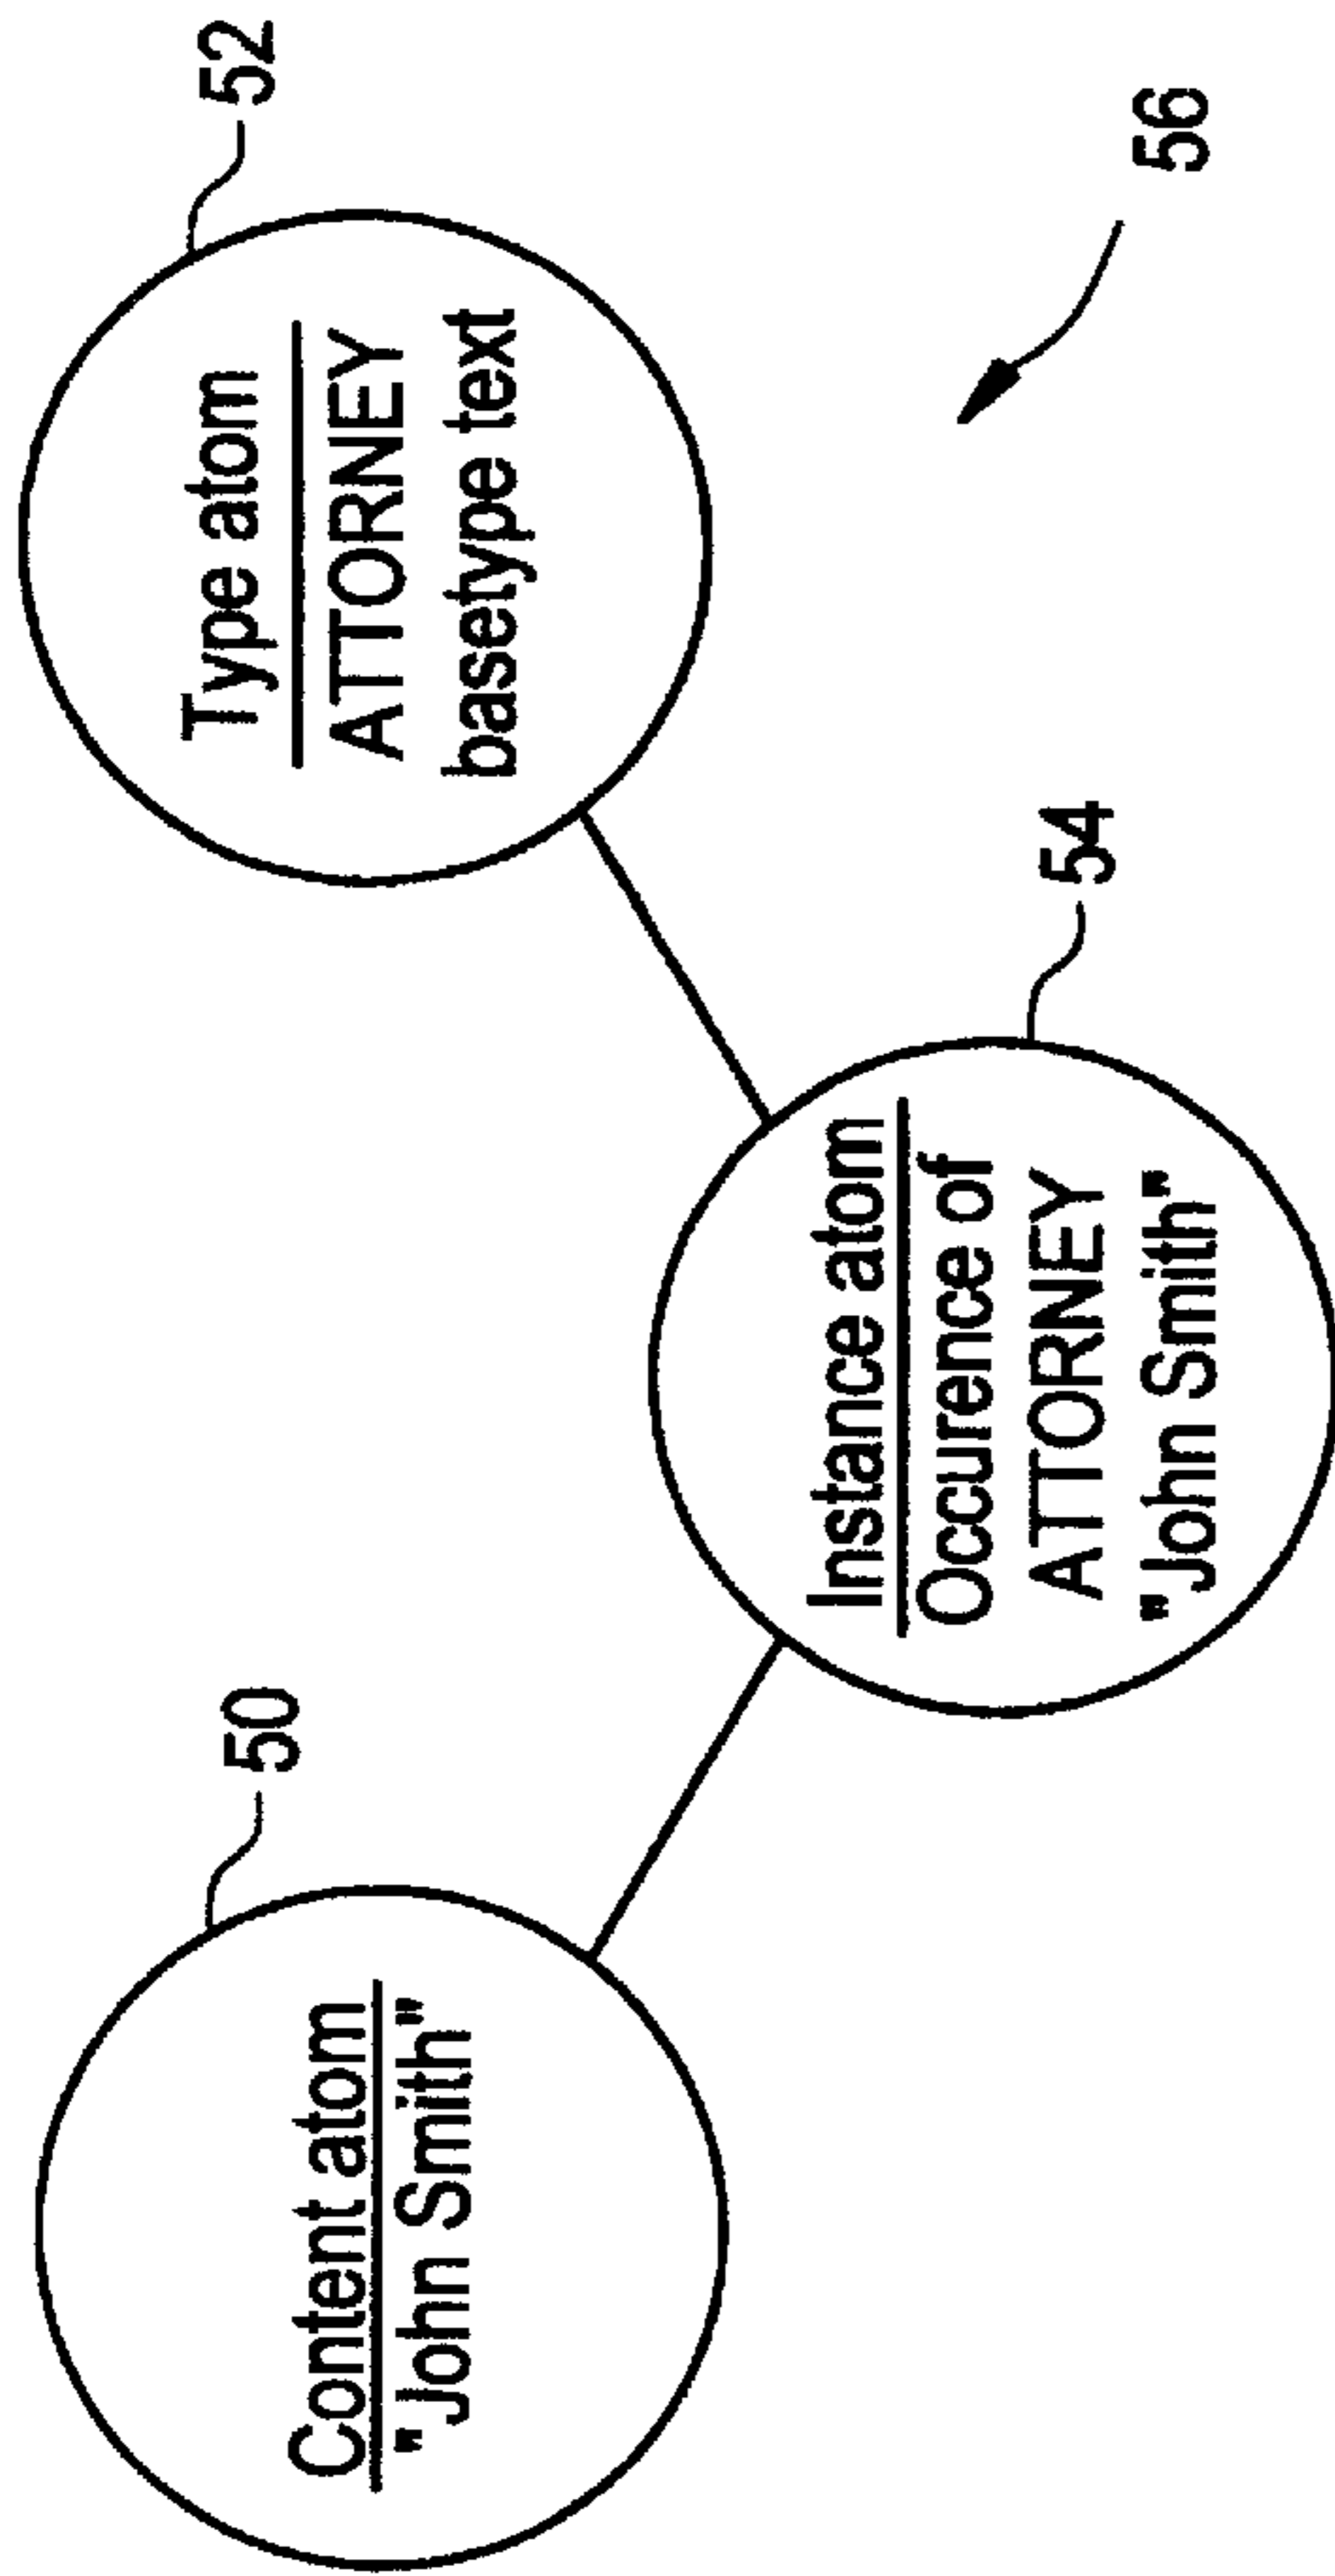 50
Content atom
"John Smith"
52
Type atom
ATTORNEY
basetype text
54
Instance atom
Occurence of
ATTORNEY
"John Smith"
56